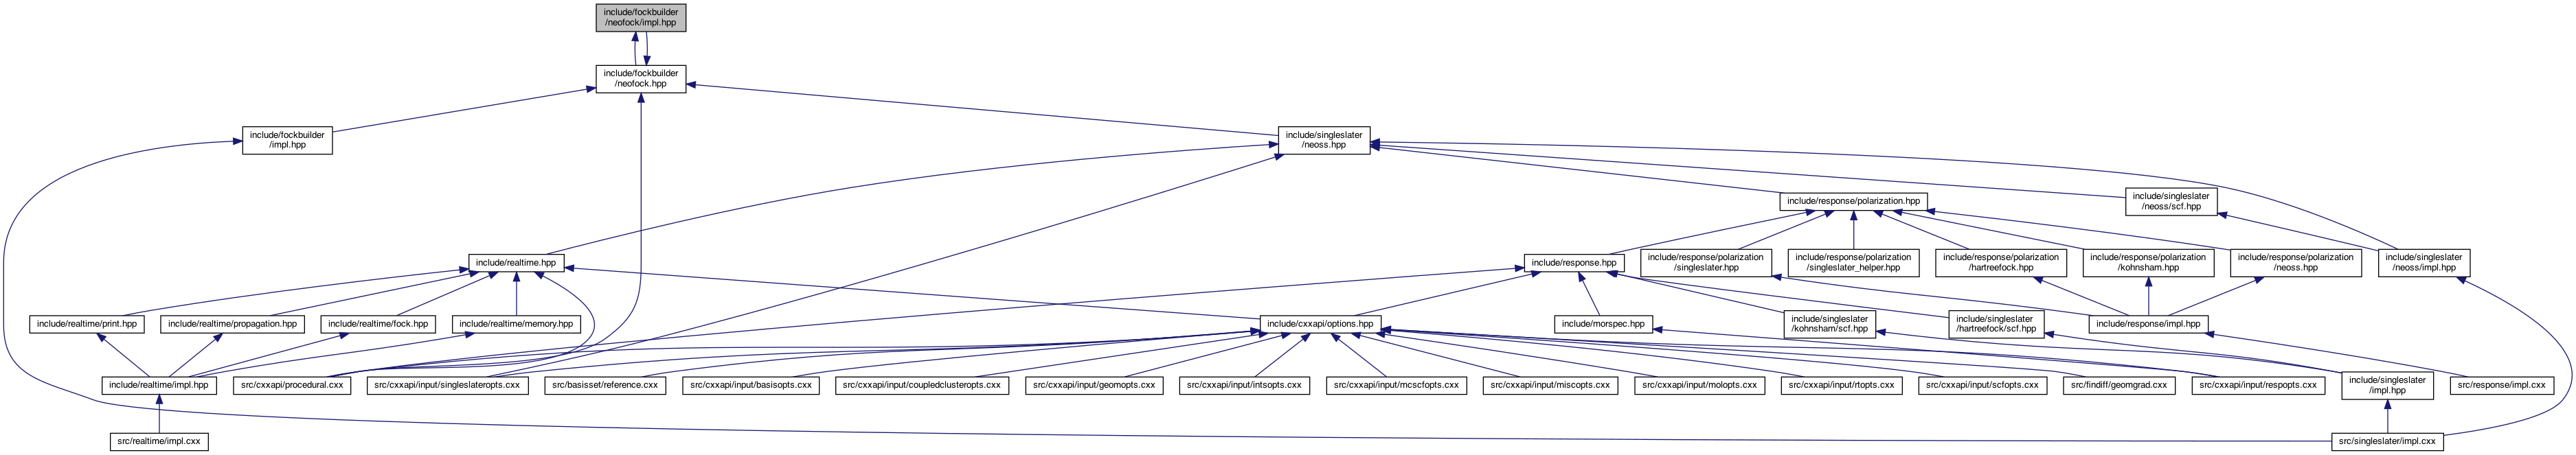 include/fockbuilder
/neofock/impl.hpp
include/fockbuilder
/neofock.hpp
include/fockbuilder
/impl.hpp
include/singleslater
/neoss.hpp
include/response/polarization.hpp
include/singleslater
/neoss/scf.hpp
include/realtime.hpp
include/response.hpp
include/response/polarization
/singleslater.hpp
include/response/polarization
/singleslater_helper.hpp
include/response/polarization
/hartreefock.hpp
include/response/polarization
/kohnsham.hpp
include/response/polarization
/neoss.hpp
include/singleslater
/neoss/impl.hpp
include/realtime/print.hpp
include/realtime/propagation.hpp
include/realtime/fock.hpp
include/realtime/memory.hpp
include/cxxapi/options.hpp
include/morspec.hpp
include/singleslater
/kohnsham/scf.hpp
include/singleslater
/hartreefock/scf.hpp
include/response/impl.hpp
include/realtime/impl.hpp
src/cxxapi/procedural.cxx
src/cxxapi/input/singleslateropts.cxx
src/basisset/reference.cxx
src/cxxapi/input/basisopts.cxx
src/cxxapi/input/coupledclusteropts.cxx
src/cxxapi/input/geomopts.cxx
src/cxxapi/input/intsopts.cxx
src/cxxapi/input/mcscfopts.cxx
src/cxxapi/input/miscopts.cxx
src/cxxapi/input/molopts.cxx
src/cxxapi/input/rtopts.cxx
src/cxxapi/input/scfopts.cxx
src/findiff/geomgrad.cxx
src/cxxapi/input/respopts.cxx
include/singleslater
/impl.hpp
src/response/impl.cxx
src/realtime/impl.cxx
src/singleslater/impl.cxx